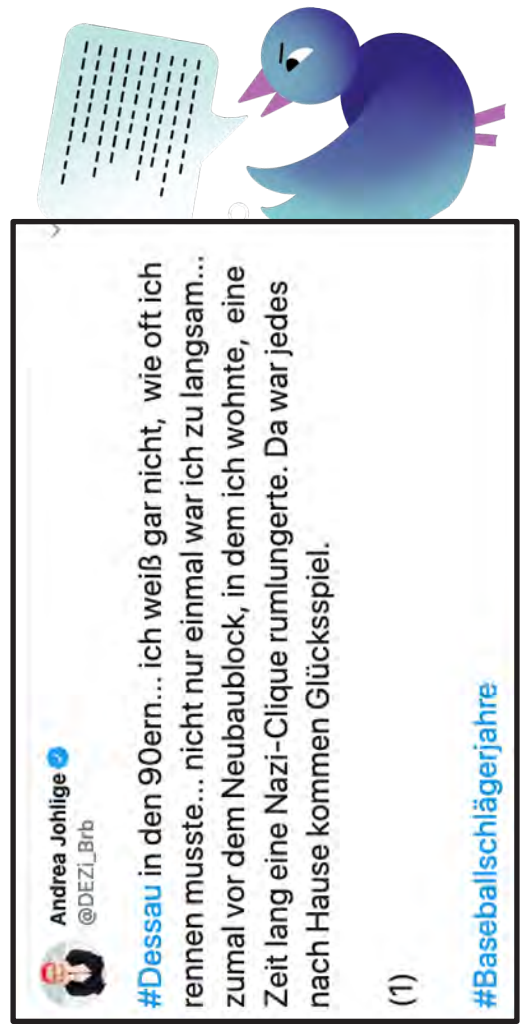 Andrea Johlige
@DEZi_Brb
#Dessau in den 90ern... ich weiß gar nicht, wie oft ich
rennen musste... nicht nur einmal war ich zu langsam...
zumal vor dem Neubaublock, in dem ich wohnte, eine
Zeit lang eine Nazi-Clique rumlungerte. Da war jedes
nach Hause kommen Glücksspiel.
(1)
#Baseballschlägerjahre